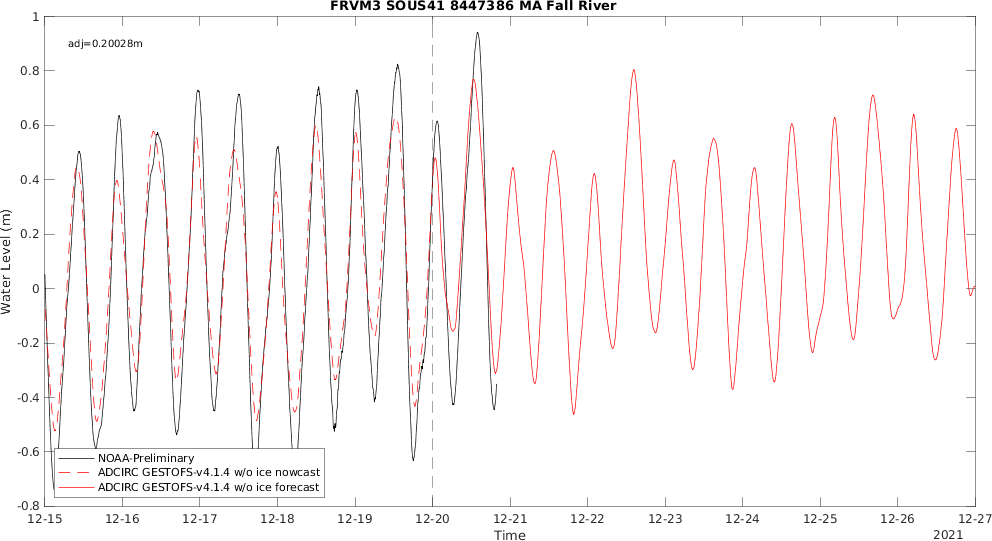 FRVM3 SOUS41 8447386 MA Fall River
adj=0.20028m
Water Level (m)
1
0.8
0.6
0.4
0.2
0
-0.2
-0.4
-0.6
-0.8
NOAA-Preliminary
ADCIRC GESTOFS-v4.1.4 w/o ice nowcast
ADCIRC GESTOFS-v4.1.4 w/o ice forecast
12-15 12-16 12-17 12-18 12-19 12-20 12-21 12-22 12-23 12-24 12-25 12-26 12-27
Time
2021